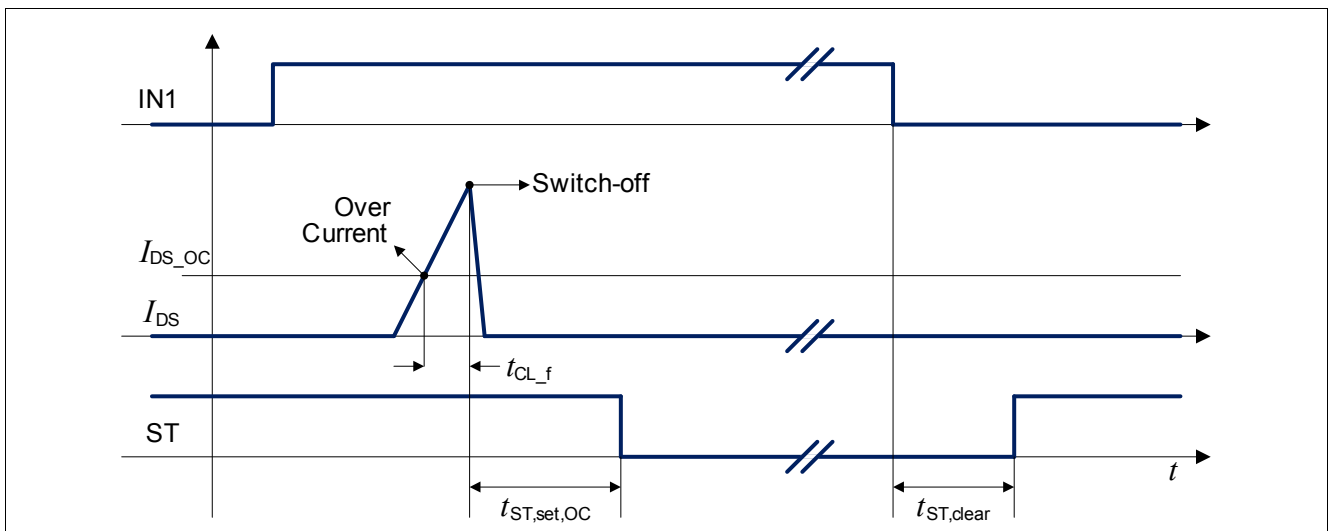 IN1
Switch-off
Over
Current
I_DS_OC
I_DS
t_CL_f
ST
t
t_ST,set,OC
t_ST,clear